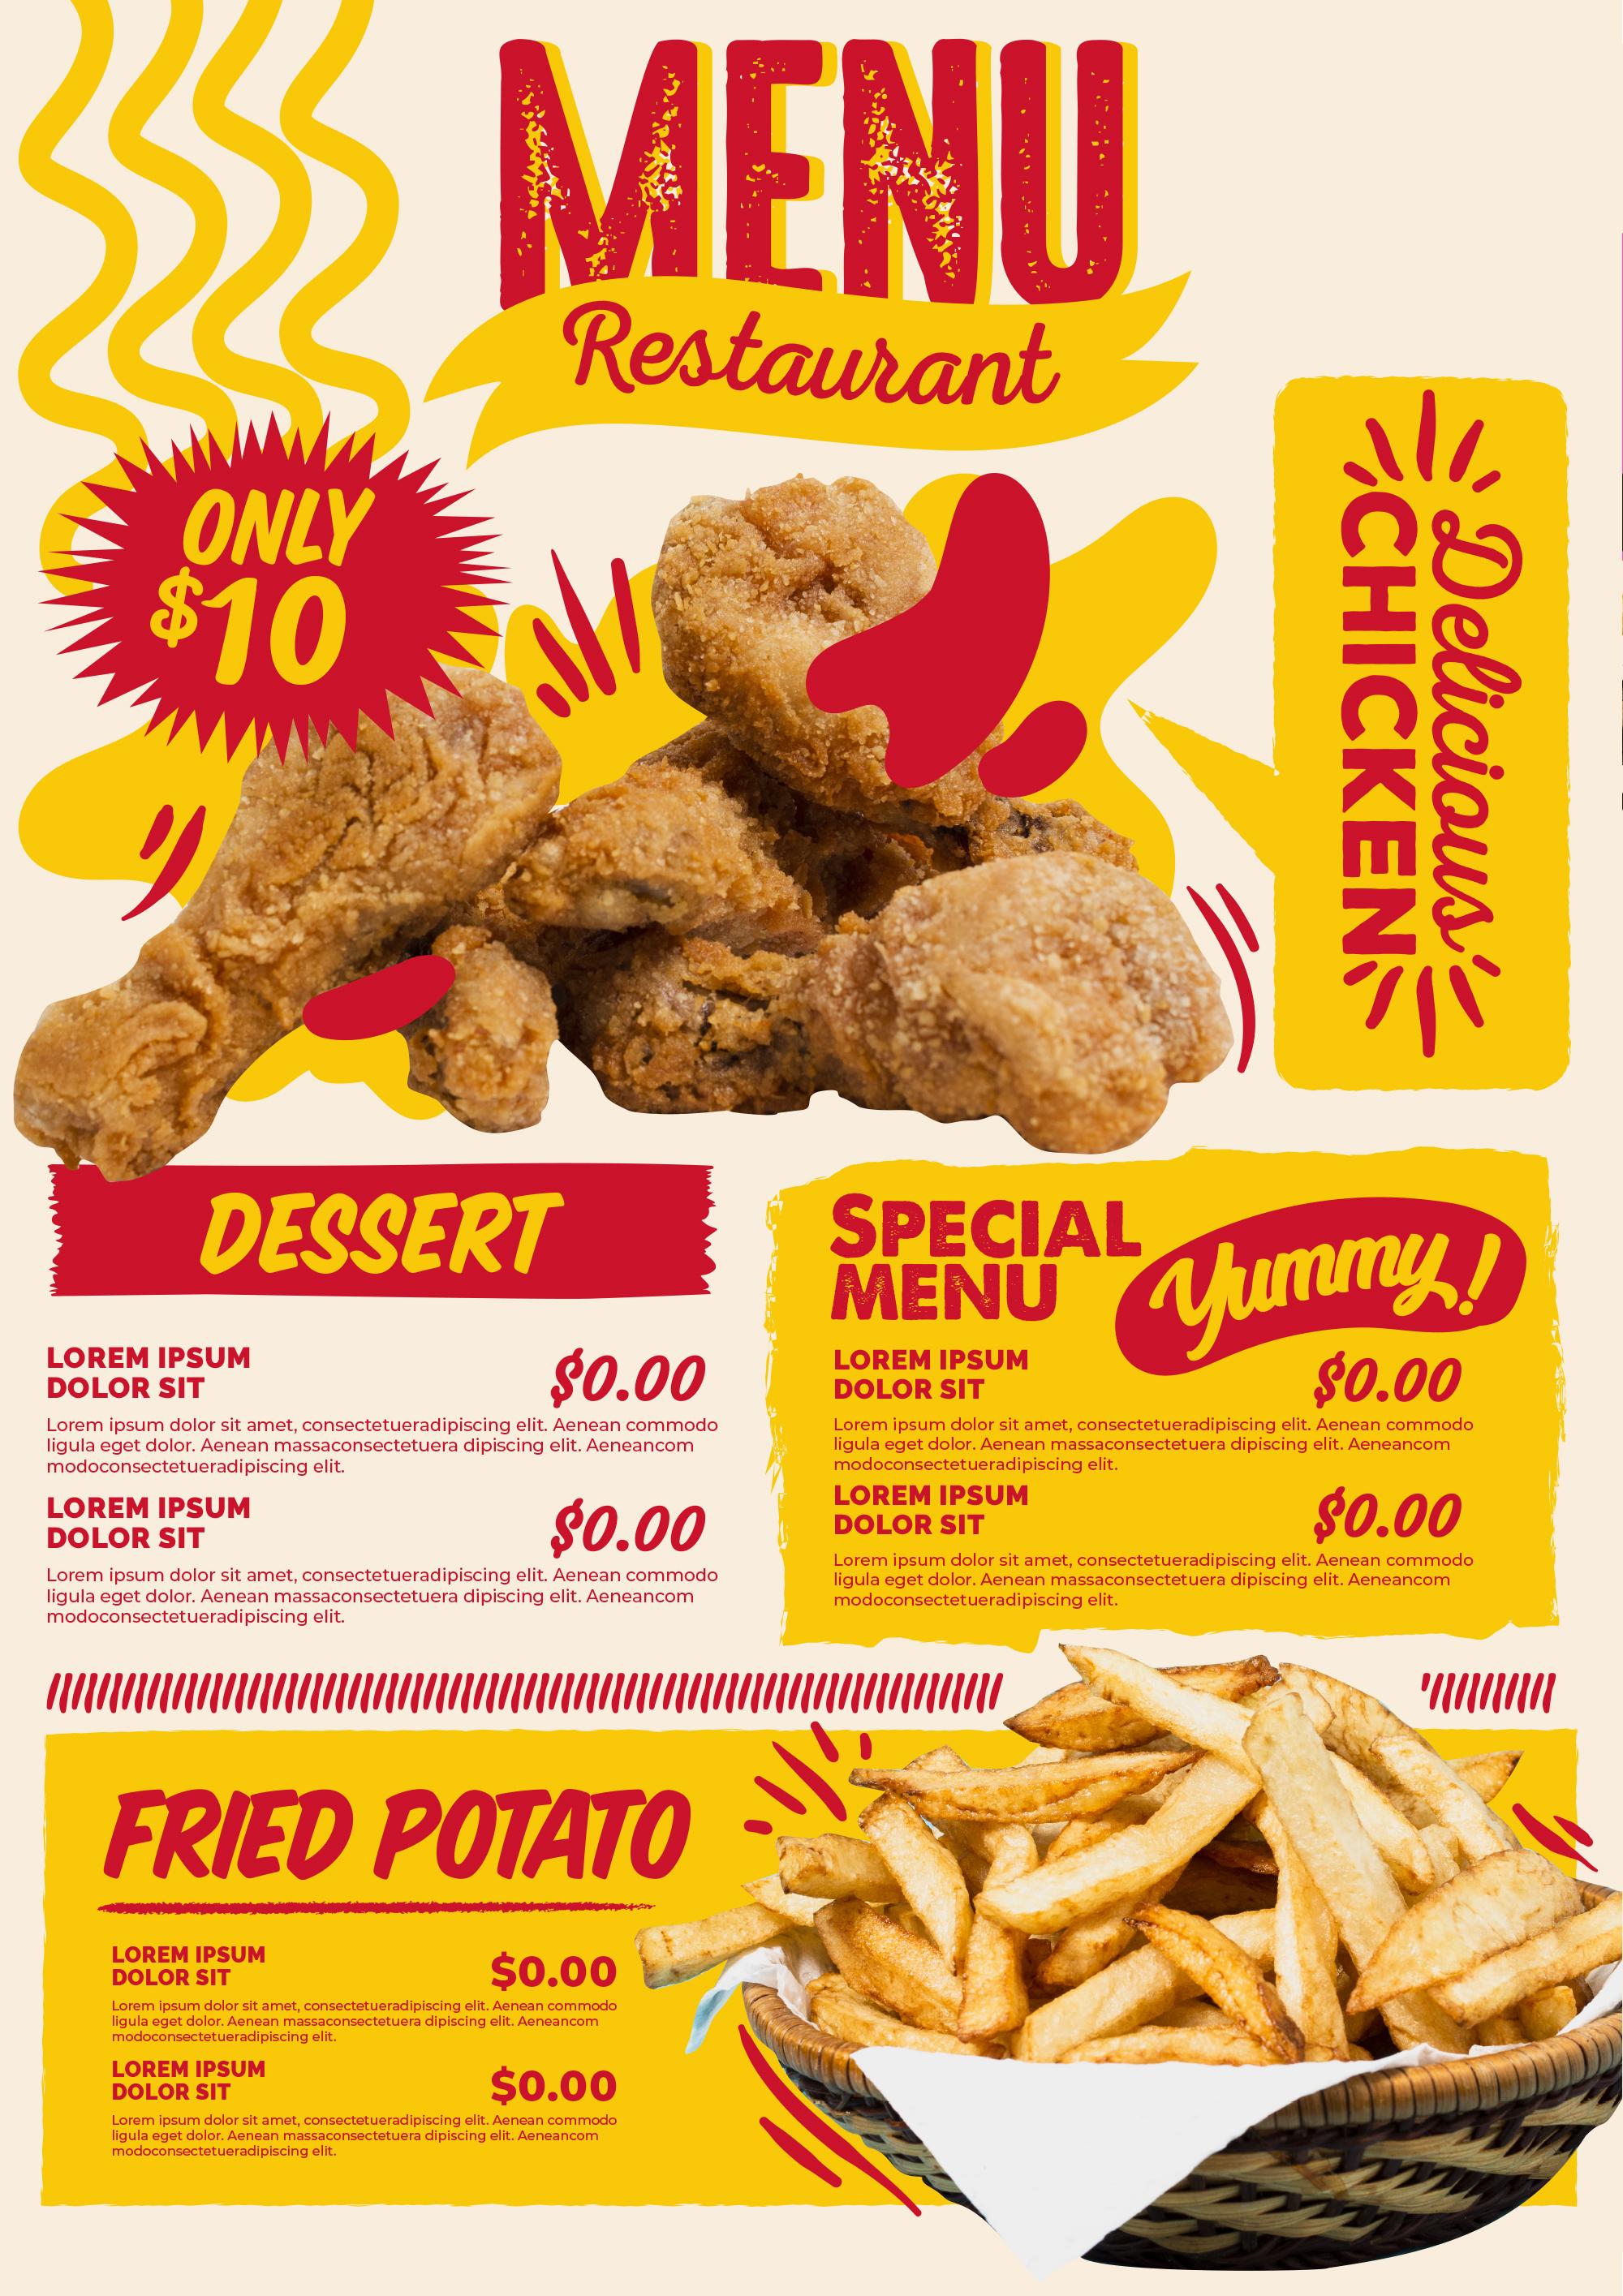 MENU
Restaurant
ONLY
$10
Delicious
CHICKEN
DESSERT
LOREM IPSUM
DOLOR SIT
$0.00
Lorem ipsum dolor sit amet, consectetueradipiscing elit. Aenean commodo
ligula eget dolor. Aenean massaconsectetuera dipiscing elit. Aeneancom
modoconsectetueradipiscing elit.
LOREM IPSUM
DOLOR SIT
$0.00
Lorem ipsum dolor sit amet, consectetueradipiscing elit. Aenean commodo
ligula eget dolor. Aenean massaconsectetuera dipiscing elit. Aeneancom
modoconsectetueradipiscing elit.
SPECIAL
MENU
Yummy!
LOREM IPSUM
DOLOR SIT
$0.00
Lorem ipsum dolor sit amet, consectetueradipiscing elit. Aenean commodo
ligula eget dolor. Aenean massaconsectetuera dipiscing elit. Aeneancom
modoconsectetueradipiscing elit.
LOREM IPSUM
DOLOR SIT
$0.00
Lorem ipsum dolor sit amet, consectetueradipiscing elit. Aenean commodo
ligula eget dolor. Aenean massaconsectetuera dipiscing elit. Aeneancom
modoconsectetueradipiscing elit.
FRIED POTATO
LOREM IPSUM
DOLOR SIT
$0.00
Lorem ipsum dolor sit amet, consectetueradipiscing elit. Aenean commodo
ligula eget dolor. Aenean massaconsectetuera dipiscing elit. Aeneancom
modoconsectetueradipiscing elit.
LOREM IPSUM
DOLOR SIT
$0.00
Lorem ipsum dolor sit amet, consectetueradipiscing elit. Aenean commodo
ligula eget dolor. Aenean massaconsectetuera dipiscing elit. Aeneancom
modoconsectetueradipiscing elit.